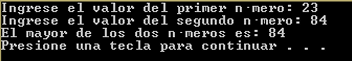 Ingrese el valor del primer n·mero: 23
Ingrese el valor del segundo n·mero: 84
El mayor de los dos n·meros es: 84
Presione una tecla para continuar . . .